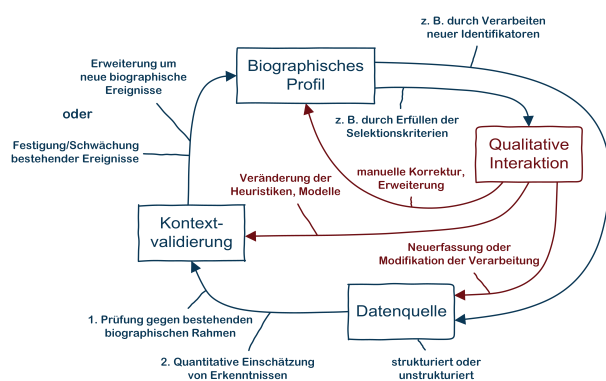 z. B. durch Verarbeiten
neuer Identifikatoren
Erweiterung um
neue biographische
Ereignisse
Biographisches
Profil
oder
z. B. durch Erfüllen der
Selektionskriterien
Festigung/Schwächung
bestehender Ereignisse
Qualitative
Interaktion
Veränderung der
Heuristiken, Modelle
manuelle Korrektur,
Erweiterung
Kontext-
validierung
Neuerfassung oder
Modifikation der Verarbeitung
Datenquelle
1. Prüfung gegen bestehenden
biographischen Rahmen
2. Quantitative Einschätzung
von Erkenntnissen
strukturiert oder
unstrukturiert